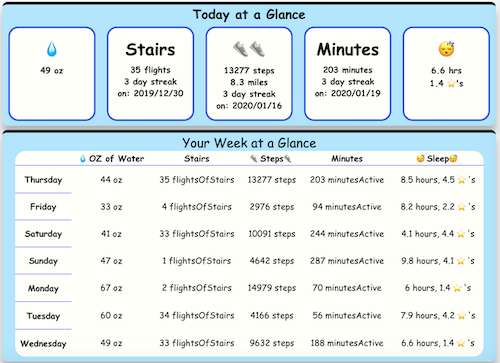 Today at a Glance
💧
49 oz
Stairs
35 flights
3 day streak
on: 2019/12/30
13277 steps
8.3 miles
3 day streak
on: 2020/01/16
Minutes
203 minutes
3 day streak
on: 2020/01/19
😴
6.6 hrs
1.4 ⭐'s
Your Week at a Glance
💧 OZ of Water Stairs 👟 Steps👟 Minutes 😴 Sleep😴
Thursday 44 oz 35 flightsOfStairs 13277 steps 203 minutesActive 8.5 hours, 4.5 ⭐'s
Friday 33 oz 4 flightsOfStairs 2976 steps 94 minutesActive 8.2 hours, 2.2 ⭐'s
Saturday 41 oz 33 flightsOfStairs 10091 steps 244 minutesActive 4.1 hours, 4.4 ⭐'s
Sunday 47 oz 1 flightsOfStairs 4642 steps 287 minutesActive 9.8 hours, 4.1 ⭐'s
Monday 67 oz 2 flightsOfStairs 14979 steps 70 minutesActive 6 hours, 1.4 ⭐'s
Tuesday 60 oz 34 flightsOfStairs 4166 steps 56 minutesActive 7.9 hours, 4.2 ⭐'s
Wednesday 49 oz 33 flightsOfStairs 9632 steps 188 minutesActive 6.6 hours, 1.4 ⭐'s